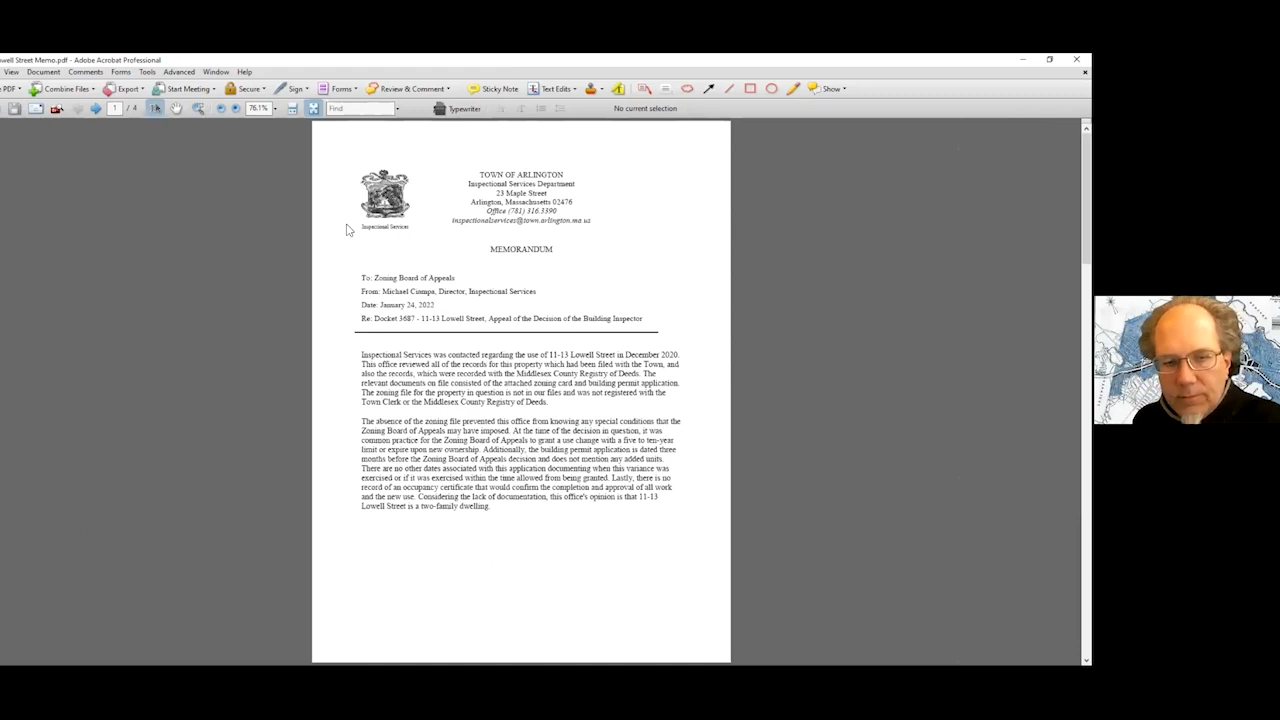 well Street Memo.pdf - Adobe Acrobat Professional
View Document Comments Forms Tools Advanced Window Help
PDF Combine Files Export Start Meeting Secure Sign Forms Review & Comment Sticky Note Text Edits Show
1 / 4 76.1% Find Typewriter No current selection
TOWN OF ARLINGTON
Inspectional Services Department
23 Maple Street
Arlington, Massachusetts 02476
Office (781) 316.3390
inspectionalservices@town.arlington.ma.us
Inspectional Services
MEMORANDUM
To: Zoning Board of Appeals
From: Michael Ciampa, Director, Inspectional Services
Date: January 24, 2022
Re: Docket 3687 - 11-13 Lowell Street, Appeal of the Decision of the Building Inspector
Inspectional Services was contacted regarding the use of 11-13 Lowell Street in December 2020.
This office reviewed all of the records for this property which had been filed with the Town, and
also the records, which were recorded with the Middlesex County Registry of Deeds. The
relevant documents on file consisted of the attached zoning card and building permit application.
The zoning file for the property in question is not in our files and was not registered with the
Town Clerk or the Middlesex County Registry of Deeds.
The absence of the zoning file prevented this office from knowing any special conditions that the
Zoning Board of Appeals may have imposed. At the time of the decision in question, it was
common practice for the Zoning Board of Appeals to grant a use change with a five to ten-year
limit or expire upon new ownership. Additionally, the building permit application is dated three
months before the Zoning Board of Appeals decision and does not mention any added units.
There are no other dates associated with this application documenting when this variance was
exercised or if it was exercised within the time allowed from being granted. Lastly, there is no
record of an occupancy certificate that would confirm the completion and approval of all work
and the new use. Considering the lack of documentation, this office's opinion is that 11-13
Lowell Street is a two-family dwelling.